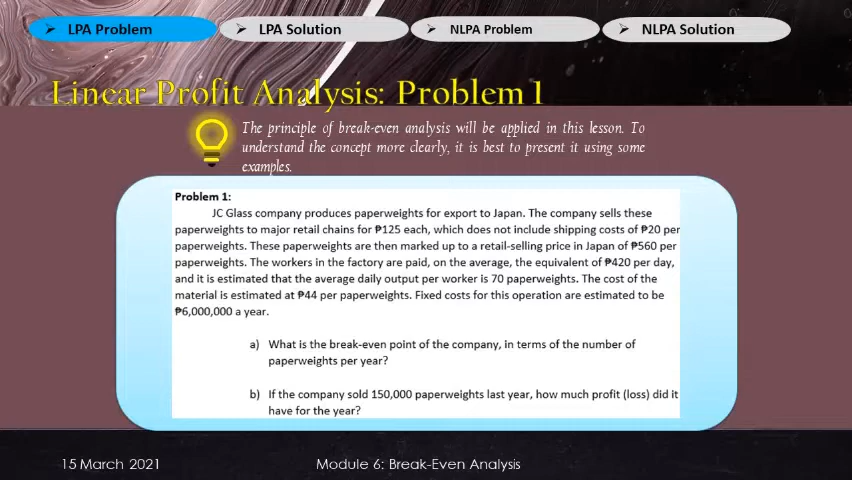 LPA Problem
LPA Solution
NLPA Problem
NLPA Solution
Linear Profit Analysis: Problem 1
The principle of break-even analysis will be applied in this lesson. To
understand the concept more clearly, it is best to present it using some
examples.
Problem 1:
JC Glass company produces paperweights for export to Japan. The company sells these
paperweights to major retail chains for ₱125 each, which does not include shipping costs of ₱20 per
paperweights. These paperweights are then marked up to a retail-selling price in Japan of ₱560 per
paperweights. The workers in the factory are paid, on the average, the equivalent of ₱420 per day,
and it is estimated that the average daily output per worker is 70 paperweights. The cost of the
material is estimated at ₱44 per paperweights. Fixed costs for this operation are estimated to be
₱6,000,000 a year.
a) What is the break-even point of the company, in terms of the number of
paperweights per year?
b) If the company sold 150,000 paperweights last year, how much profit (loss) did it
have for the year?
15 March 2021
Module 6: Break-Even Analysis